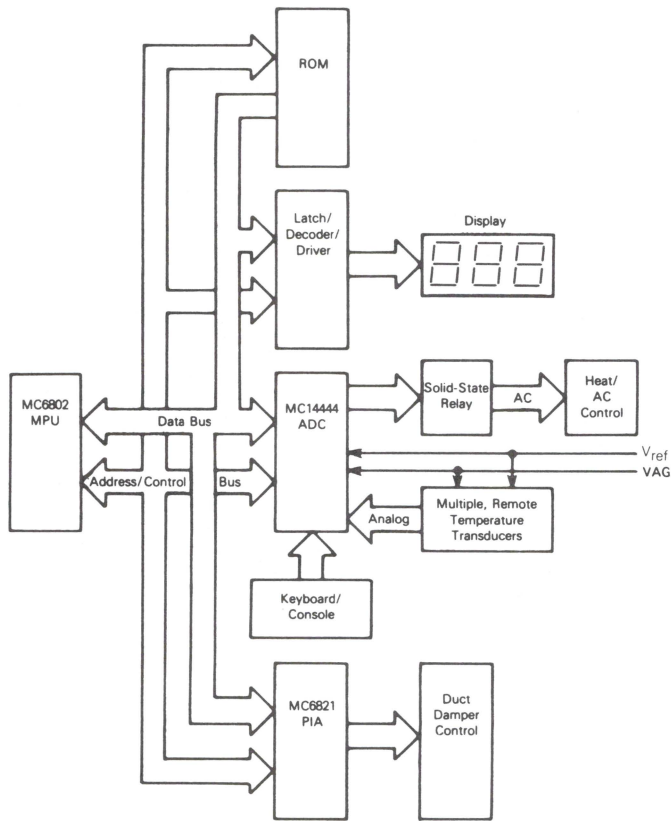 ROM
Latch/
Decoder/
Driver
Display
MC6802
MPU
Data Bus
MC14444
ADC
Solid-State
Relay
AC
Heat/
AC
Control
Vref
VAG
Address/Control
Bus
Analog
Multiple, Remote
Temperature
Transducers
Keyboard/
Console
MC6821
PIA
Duct
Damper
Control